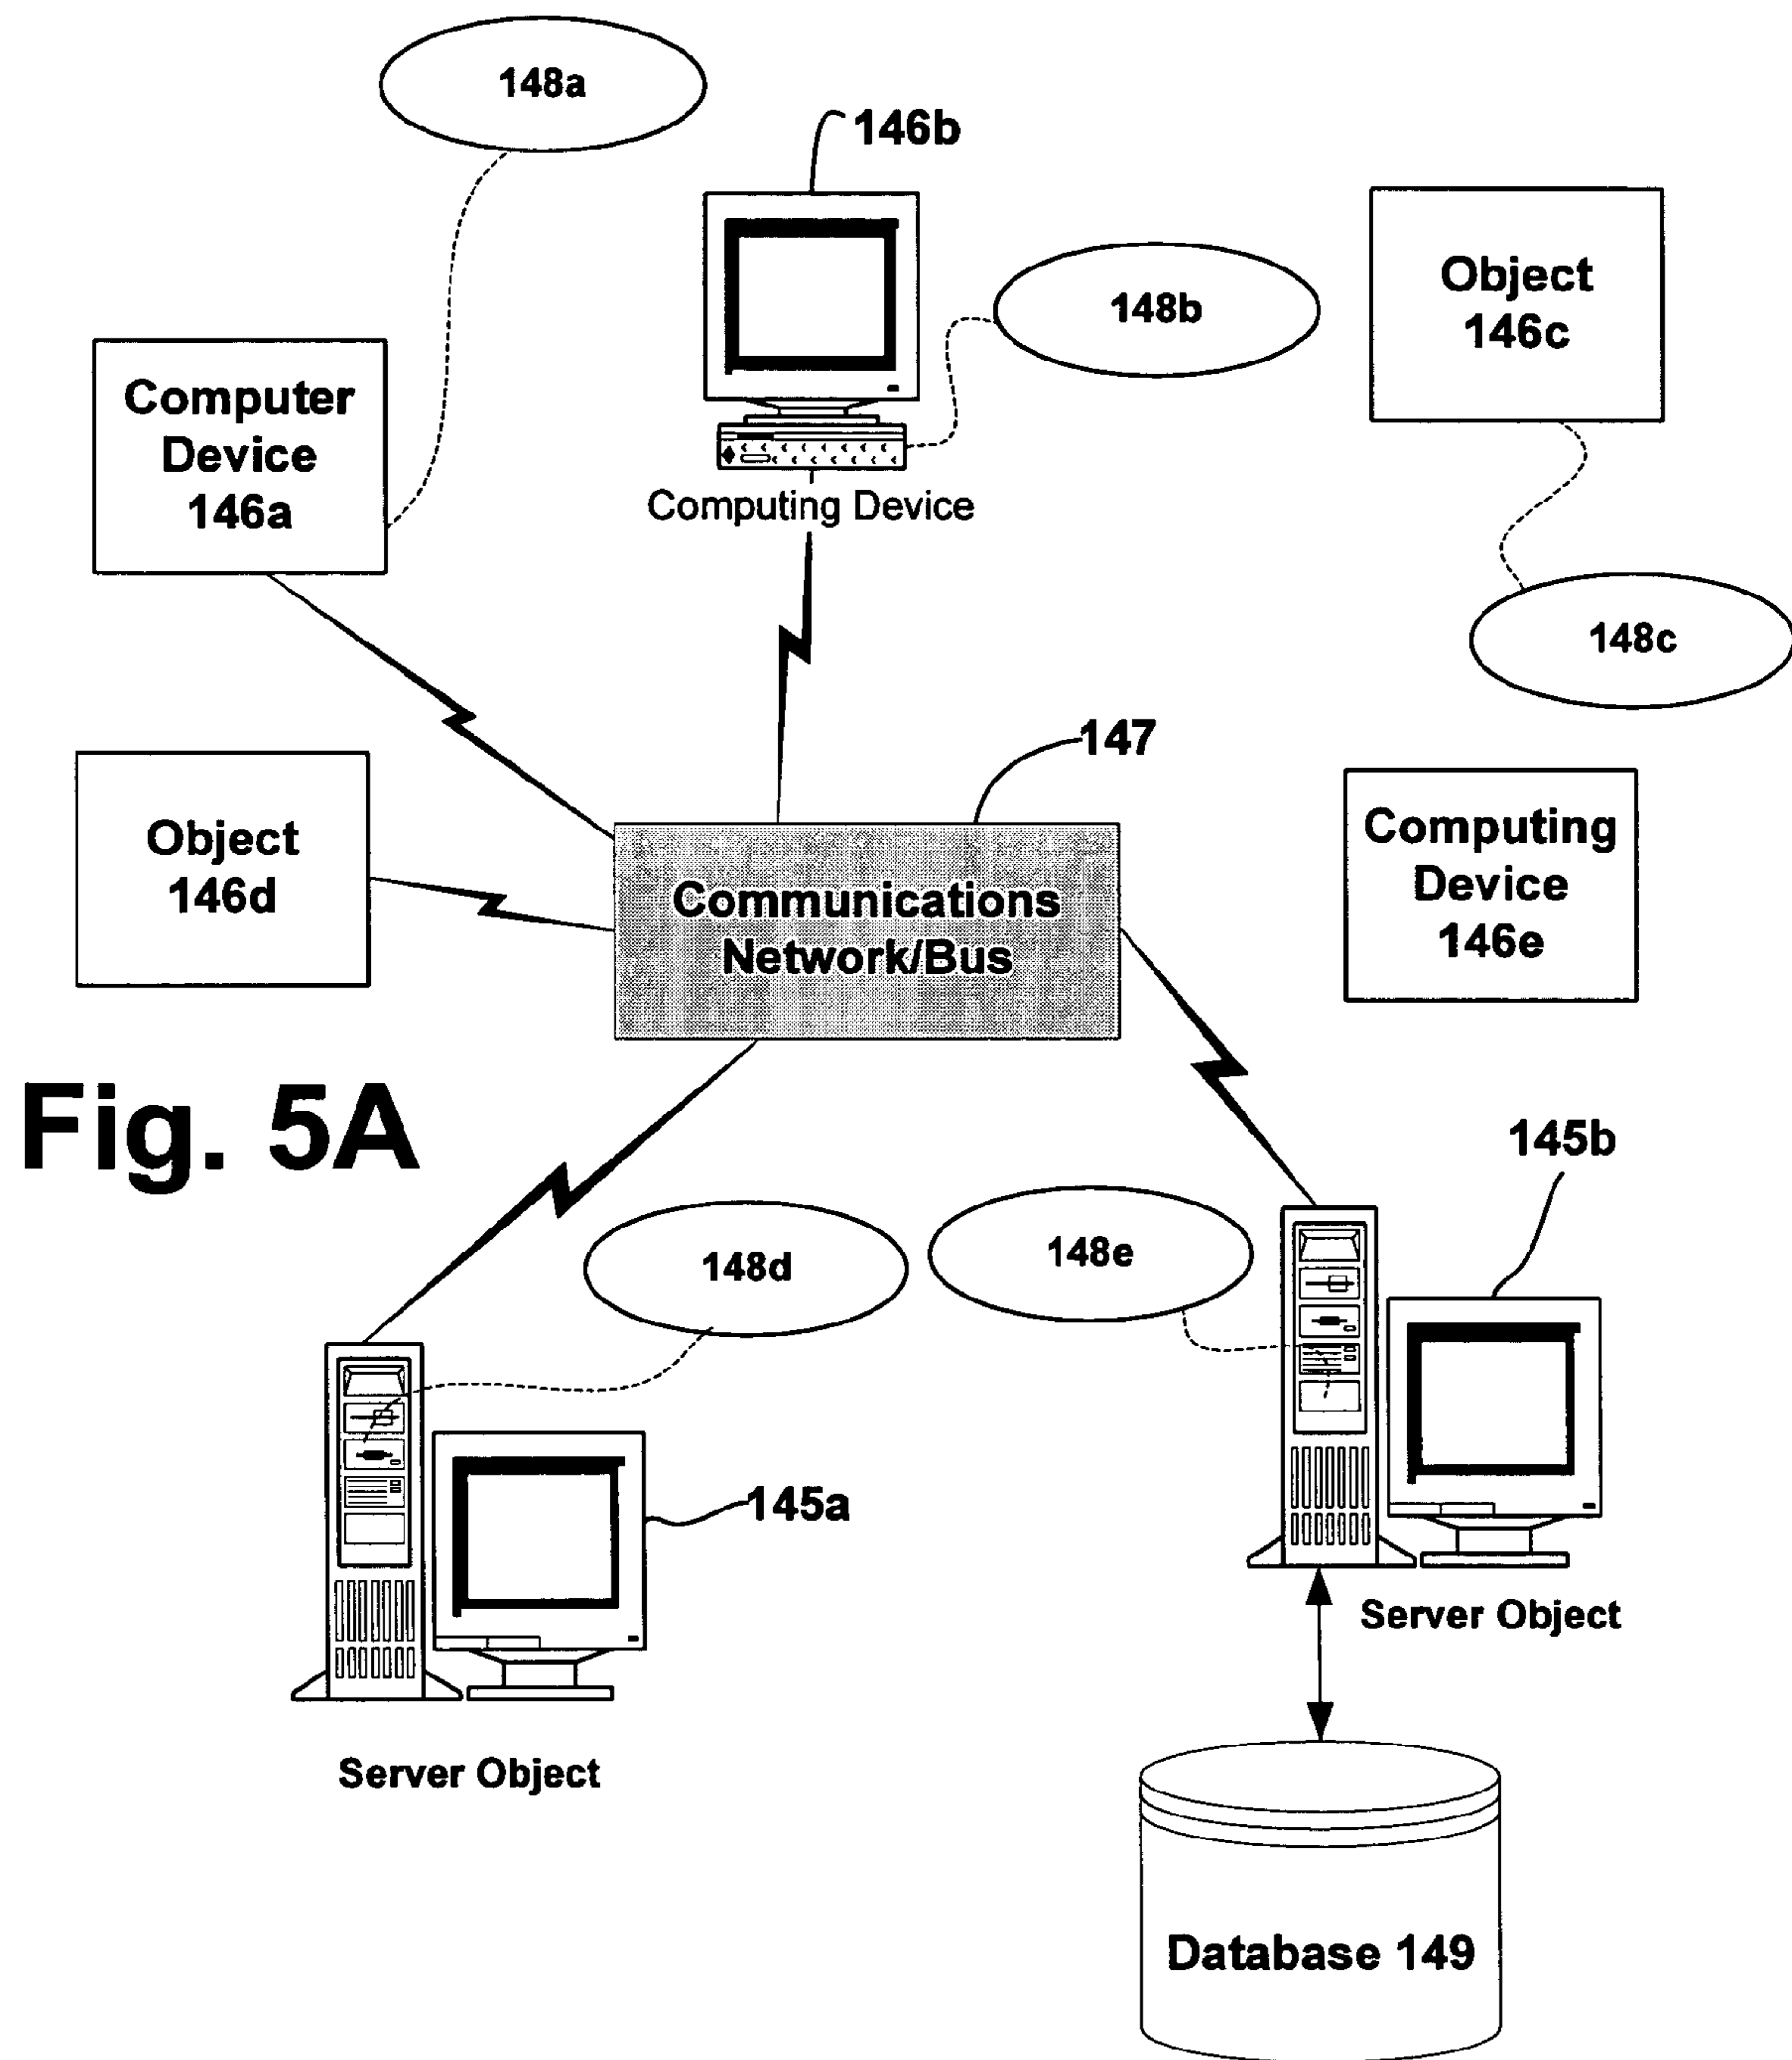 148a
146b
148b
Object
146c
Computer
Device
146a
Computing Device
148c
147
Object
146d
Communications
Network/Bus
Computing
Device
146e
Fig. 5A
145b
148d
148e
145a
Server Object
Server Object
Database 149